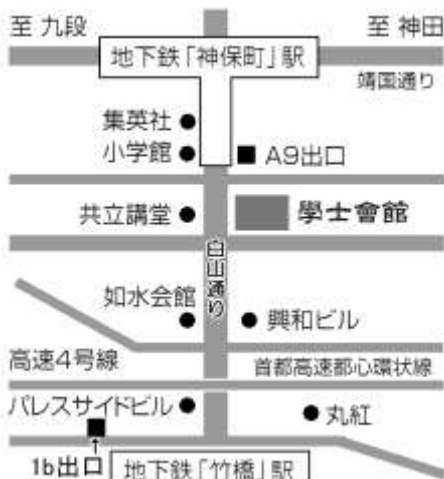 至 九段
至 神田
地下鉄「神保町」駅
靖国通り
集英社
小学館
A9出口
共立講堂
學士會館
白山通り
如水会館
興和ビル
高速4号線
首都高速都心環状線
パレスサイドビル
丸紅
1b出口
地下鉄「竹橋」駅